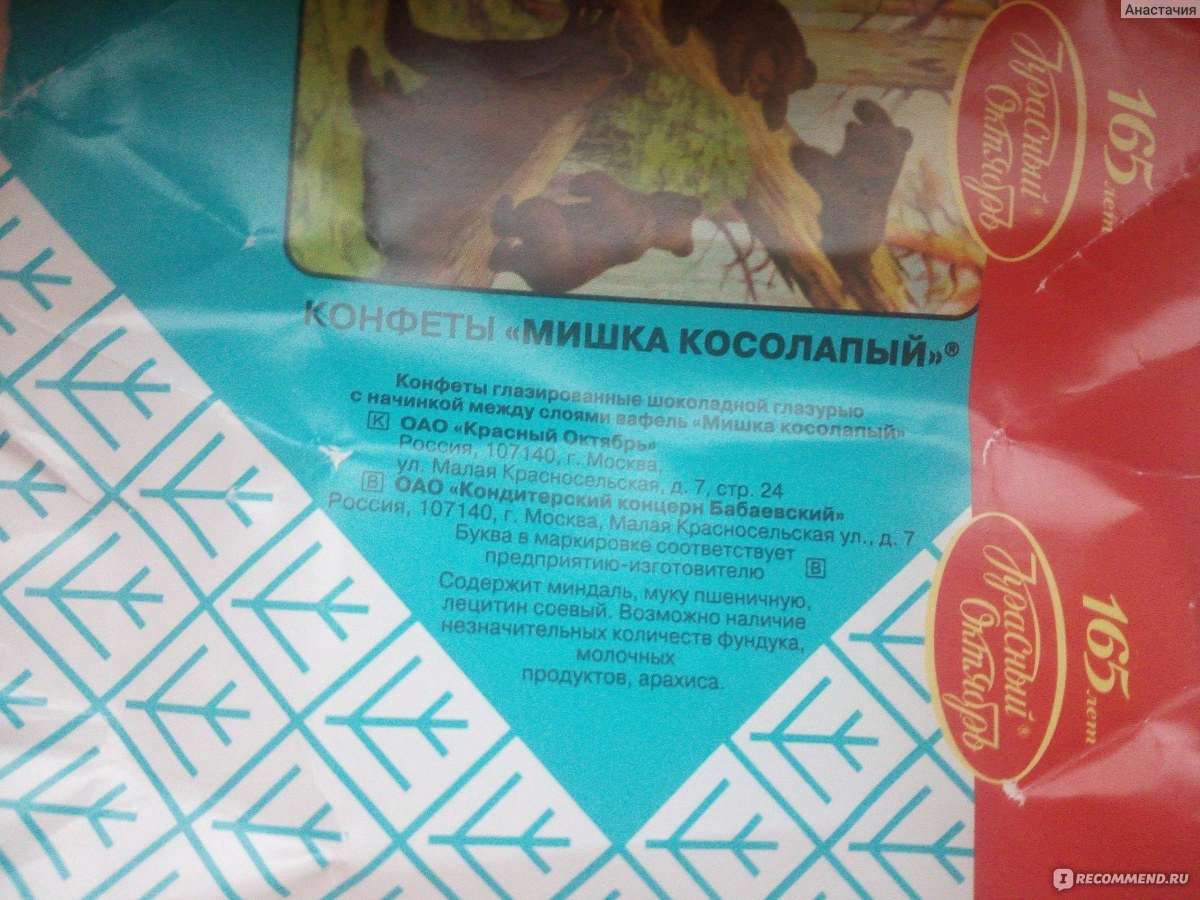 Анастачия
Красный
Октябрь®
165 лет
КОНФЕТЫ «МИШКА КОСОЛАПЫЙ»®
Конфеты глазированные шоколадной глазурью
с начинкой между слоями вафель «Мишка косолапый»
К ОАО «Красный Октябрь»
Россия, 107140, г. Москва,
ул. Малая Красносельская, д. 7, стр. 24
В ОАО «Кондитерский концерн Бабаевский»
Россия, 107140, г. Москва, Малая Красносельская ул., д. 7
Буква в маркировке соответствует
предприятию-изготовителю В
Содержит миндаль, муку пшеничную,
лецитин соевый. Возможно наличие
незначительных количеств фундука,
молочных
продуктов, арахиса.
Красный
Октябрь®
165 лет
IRECOMMEND.RU